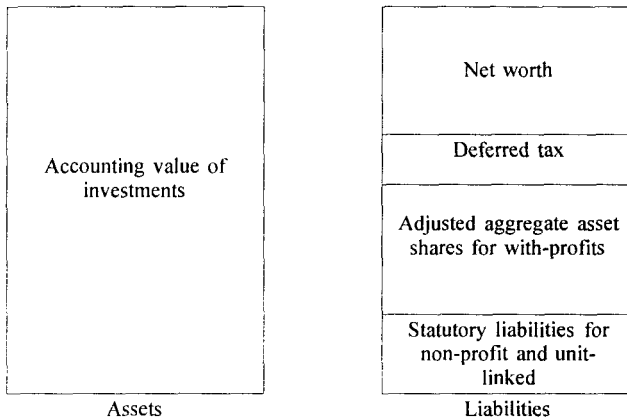 Accounting value of
investments
Assets
Net worth
Deferred tax
Adjusted aggregate asset
shares for with-profits
Statutory liabilities for
non-profit and unit-
linked
Liabilities